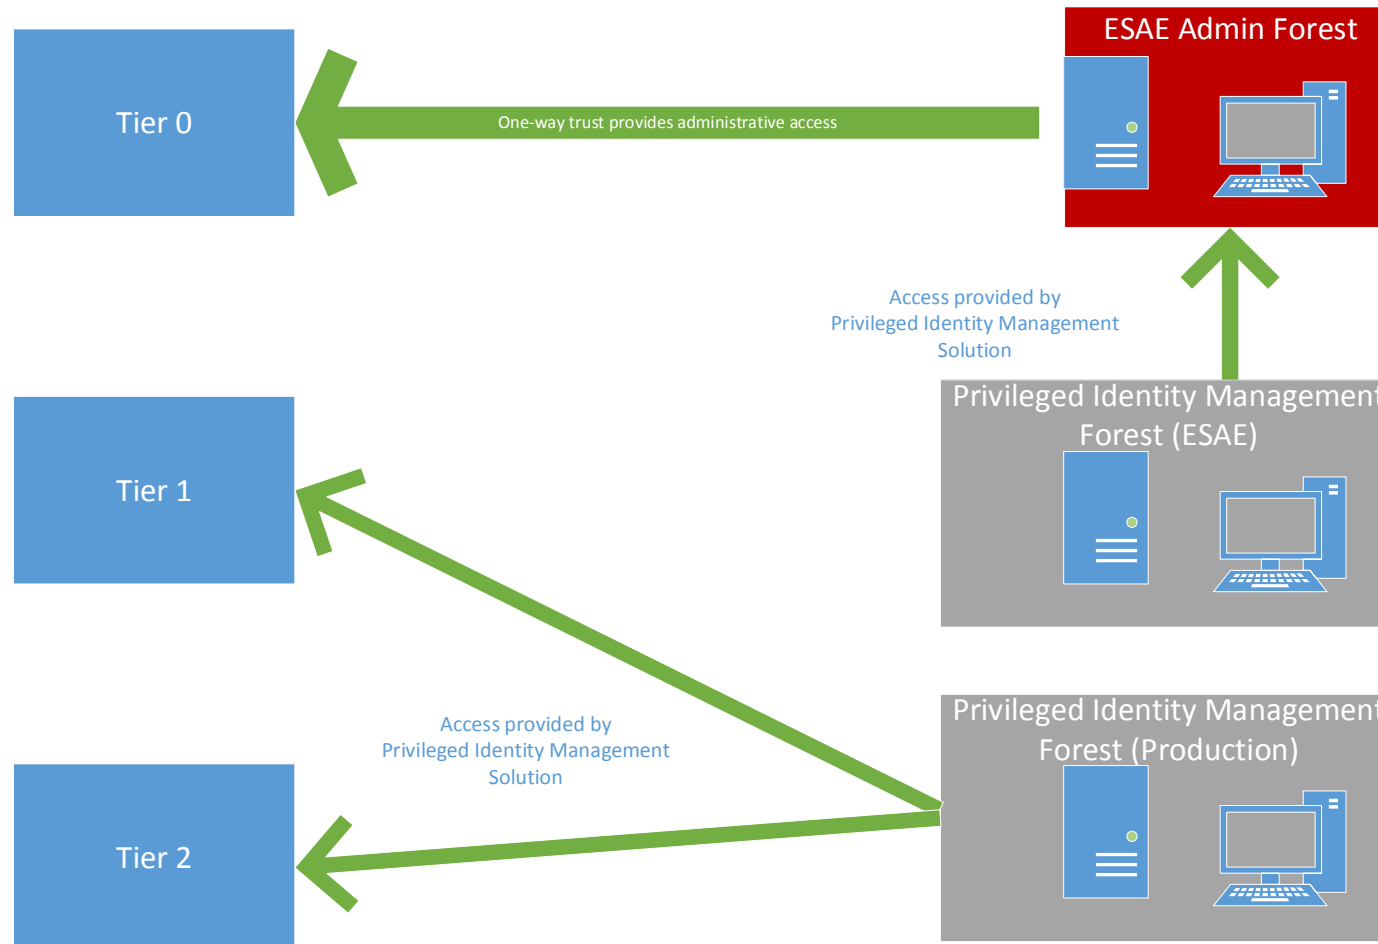 ESAE Admin Forest
Tier 0
One-way trust provides administrative access
Access provided by
Privileged Identity Management
Solution
Privileged Identity Management
Forest (ESAE)
Tier 1
Privileged Identity Management
Forest (Production)
Access provided by
Privileged Identity Management
Solution
Tier 2